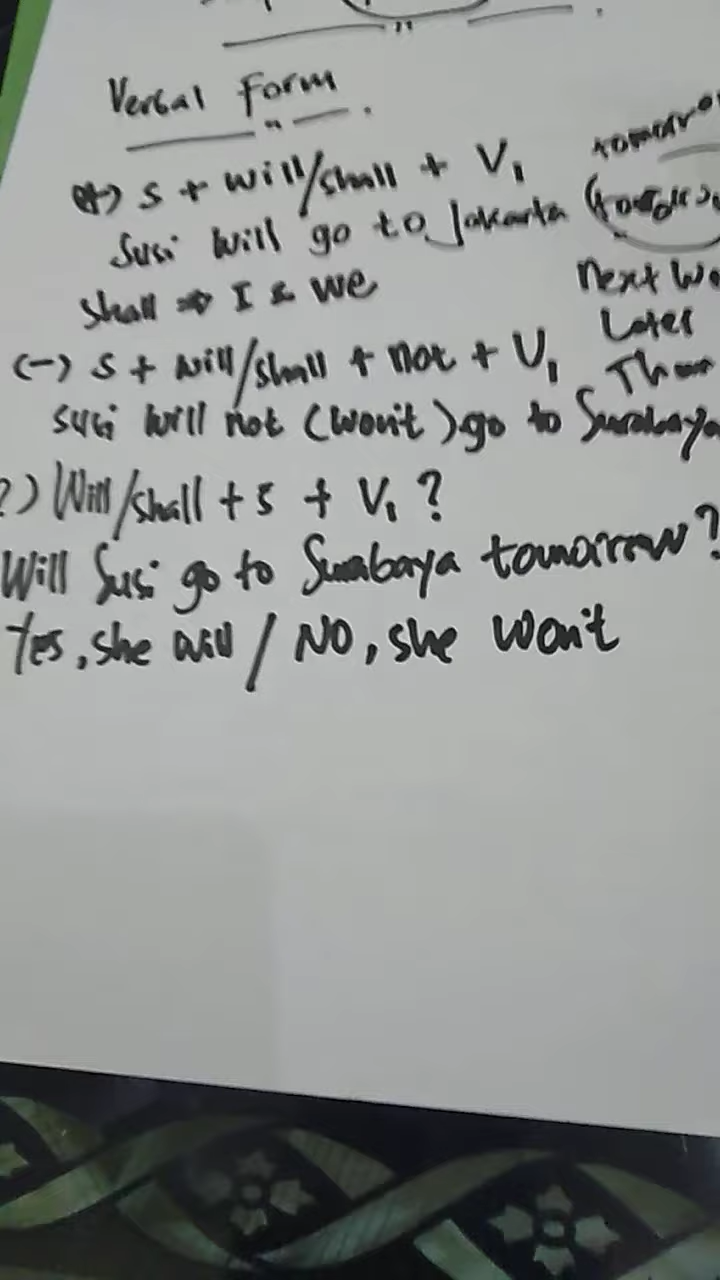 Verbal Form
(+) S + will/shall + V1
tomorro
Susi will go to Jakarta
Shall => I & we
next We
Later
(-) S + will/shall + not + V1
Susi will not (won't) go to Surabaya
?) Will/shall + S + V1 ?
Will Susi go to Surabaya tomorrow?
Yes, she will / NO, she won't